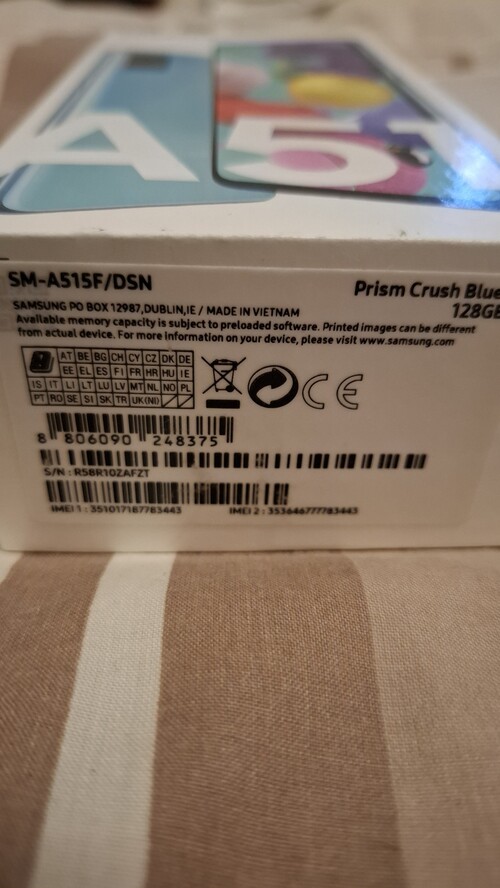 A51
SM-A515F/DSN
Prism Crush Blue
128GB
SAMSUNG PO BOX 12987,DUBLIN,IE / MADE IN VIETNAM
Available memory capacity is subject to preloaded software. Printed images can be different
from actual device. For more information on your device, please visit www.samsung.com
AT BE BG CH CY CZ DK DE
EE EL ES FI FR HR HU IE
IS IT LI LT LU LV MT NL NO PL
PT RO SE SI SK TR UK(NI)
CE
8 806090 248375
S/N : R58R10ZAFZT
IMEI 1 : 351017187783443 IMEI 2 : 353646777783443